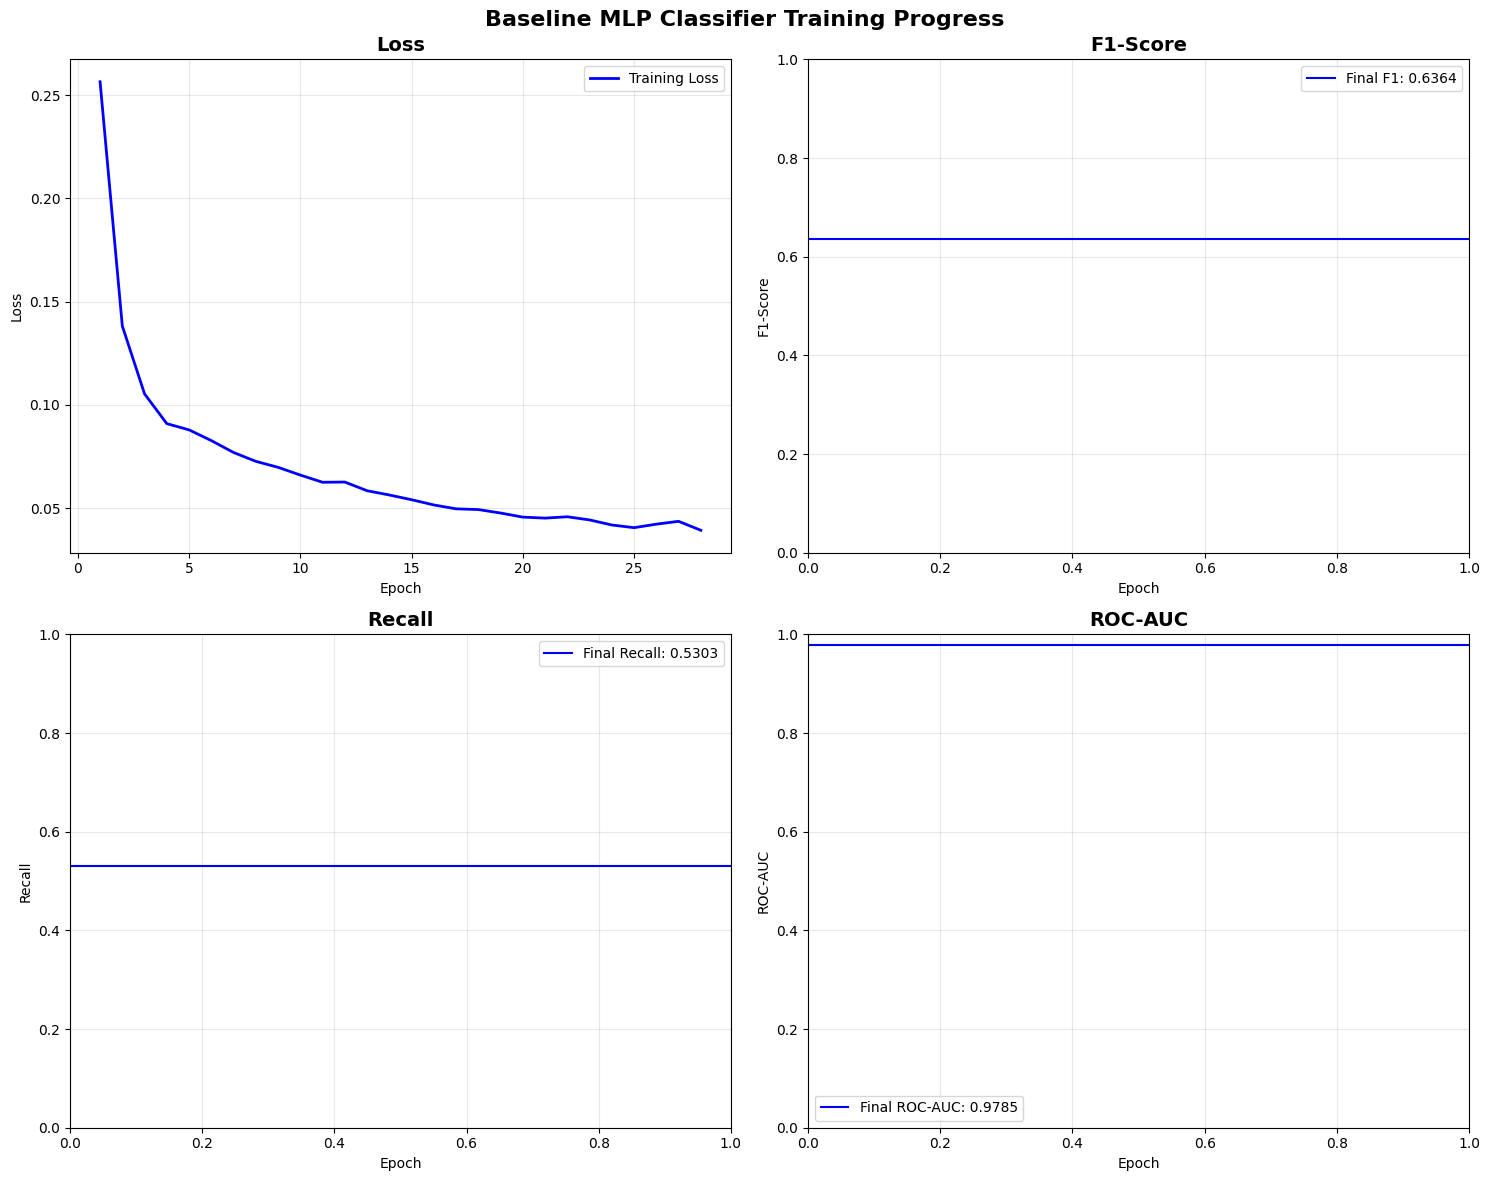 Baseline MLP Classifier Training Progress
Loss
Training Loss
0.25
0.20
0.15
0.10
0.05
Loss
0 5 10 15 20 25
Epoch
F1-Score
Final F1: 0.6364
1.0
0.8
0.6
0.4
0.2
0.0
F1-Score
0.0 0.2 0.4 0.6 0.8 1.0
Epoch
Recall
Final Recall: 0.5303
1.0
0.8
0.6
0.4
0.2
0.0
Recall
0.0 0.2 0.4 0.6 0.8 1.0
Epoch
ROC-AUC
1.0
0.8
0.6
0.4
0.2
0.0
ROC-AUC
Final ROC-AUC: 0.9785
0.0 0.2 0.4 0.6 0.8 1.0
Epoch